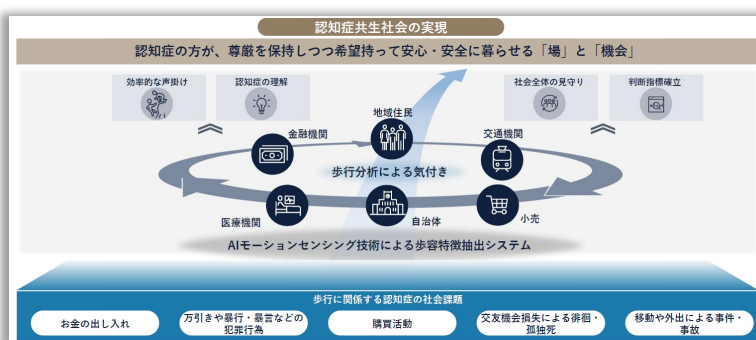 認知症共生社会の実現
認知症の方が、尊厳を保持しつつ希望持って安心・安全に暮らせる「場」と「機会」
効率的な声掛け
認知症の理解
社会全体の見守り
判断指標確立
地域住民
金融機関
交通機関
歩行分析による気付き
医療機関
自治体
小売
AIモーションセンシング技術による歩容特徴抽出システム
歩行に関係する認知症の社会課題
お金の出し入れ
万引きや暴行・暴言などの
犯罪行為
購買活動
交友機会損失による徘徊・
孤独死
移動や外出による事件・
事故